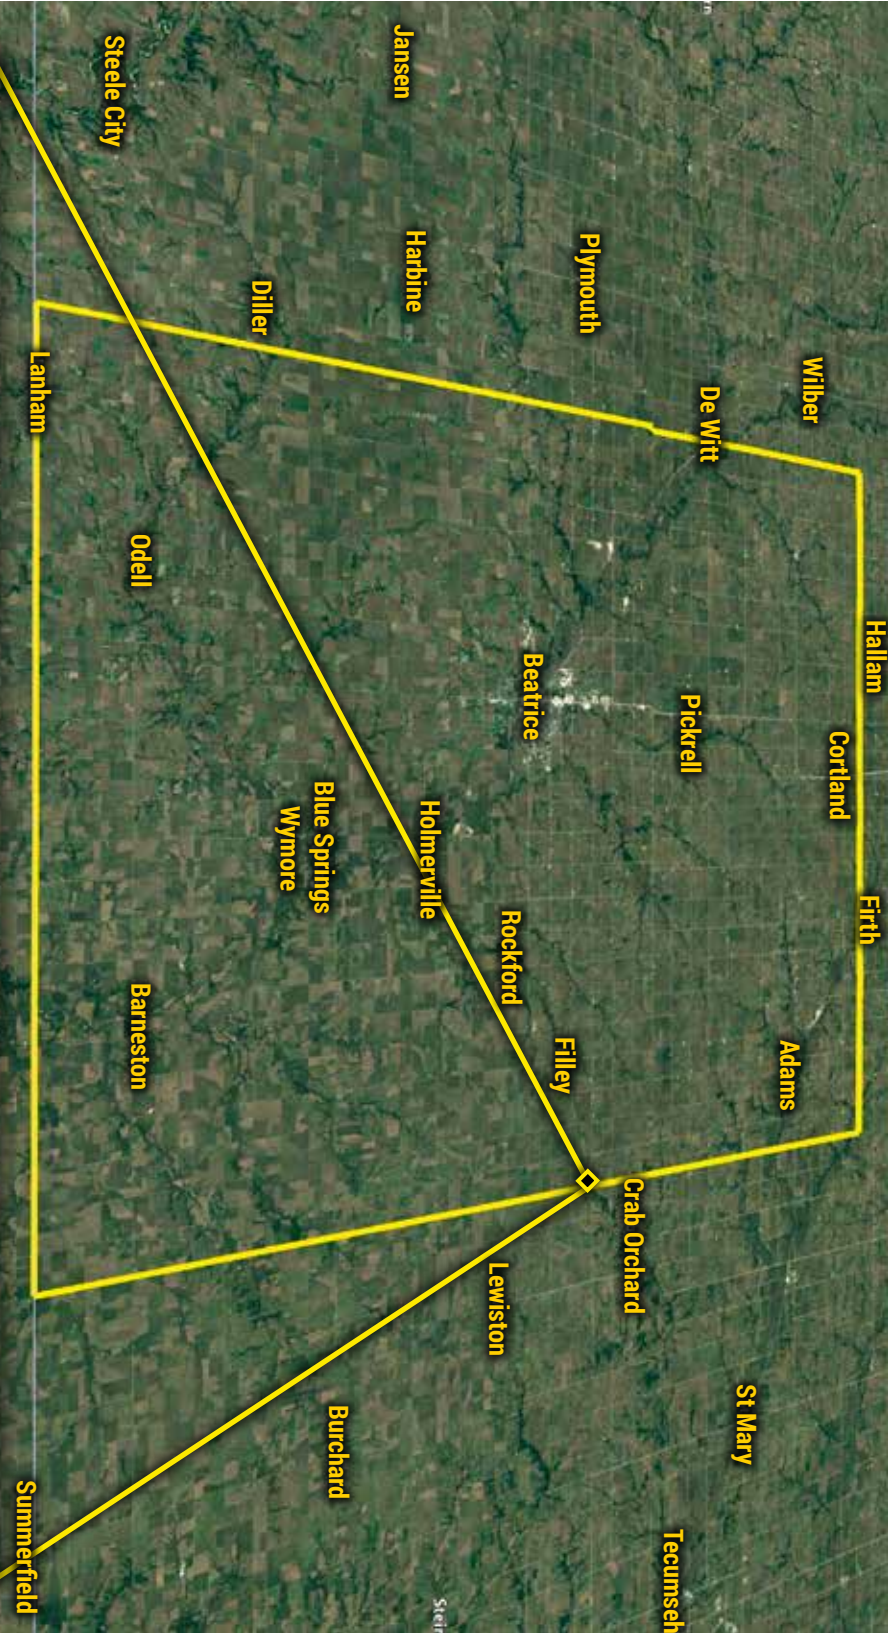 Hallam
Firth
Cortland
Wilber
Adams
St Mary
De Witt
Pickrell
Tecumseh
Crab Orchard
Plymouth
Filley
Beatrice
Rockford
Lewiston
Holmerville
Harbine
Jansen
Burchard
Blue Springs
Wymore
Diller
Odell
Barneston
Steele City
Lanham
Summerfield